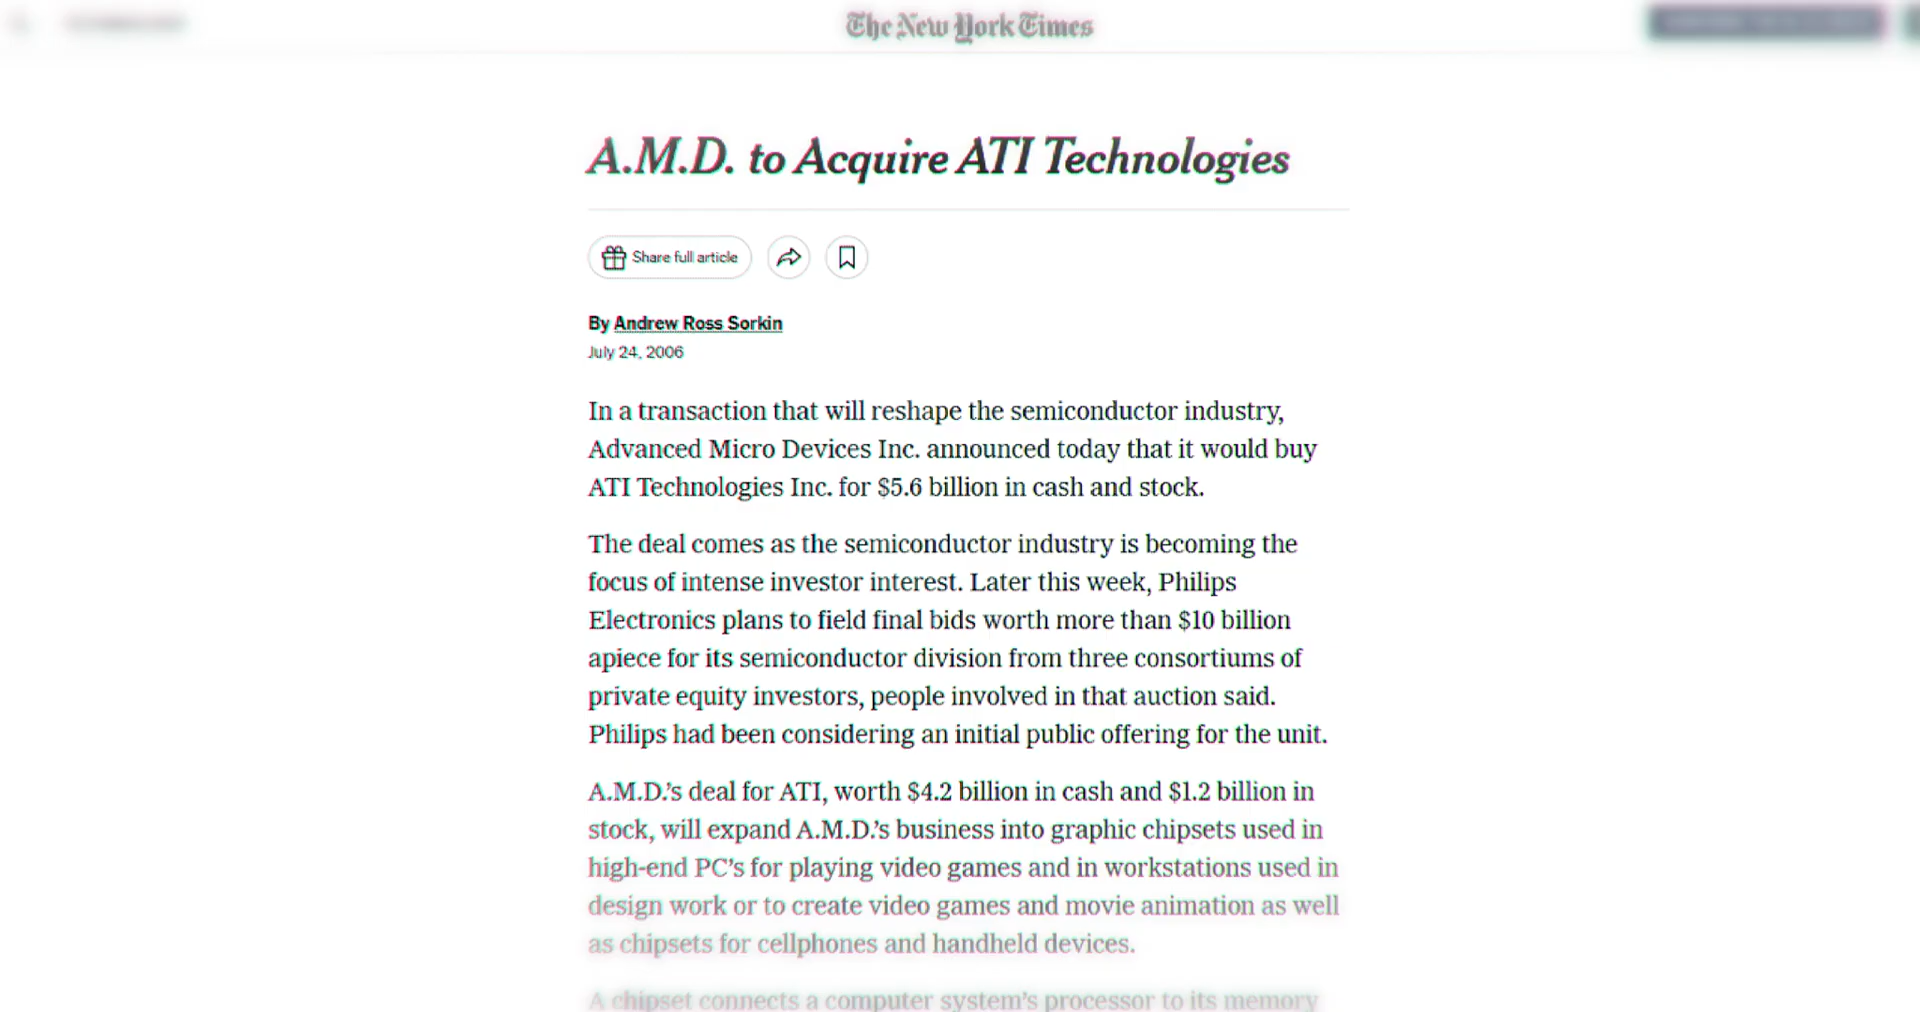 The New York Times
A.M.D. to Acquire ATI Technologies
Share full article
By Andrew Ross Sorkin
July 24, 2006
In a transaction that will reshape the semiconductor industry,
Advanced Micro Devices Inc. announced today that it would buy
ATI Technologies Inc. for $5.6 billion in cash and stock.
The deal comes as the semiconductor industry is becoming the
focus of intense investor interest. Later this week, Philips
Electronics plans to field final bids worth more than $10 billion
apiece for its semiconductor division from three consortiums of
private equity investors, people involved in that auction said.
Philips had been considering an initial public offering for the unit.
A.M.D.’s deal for ATI, worth $4.2 billion in cash and $1.2 billion in
stock, will expand A.M.D.’s business into graphic chipsets used in
high-end PC’s for playing video games and in workstations used in
design work or to create video games and movie animation as well
as chipsets for cellphones and handheld devices.
A chipset connects a computer system’s processor to its memory